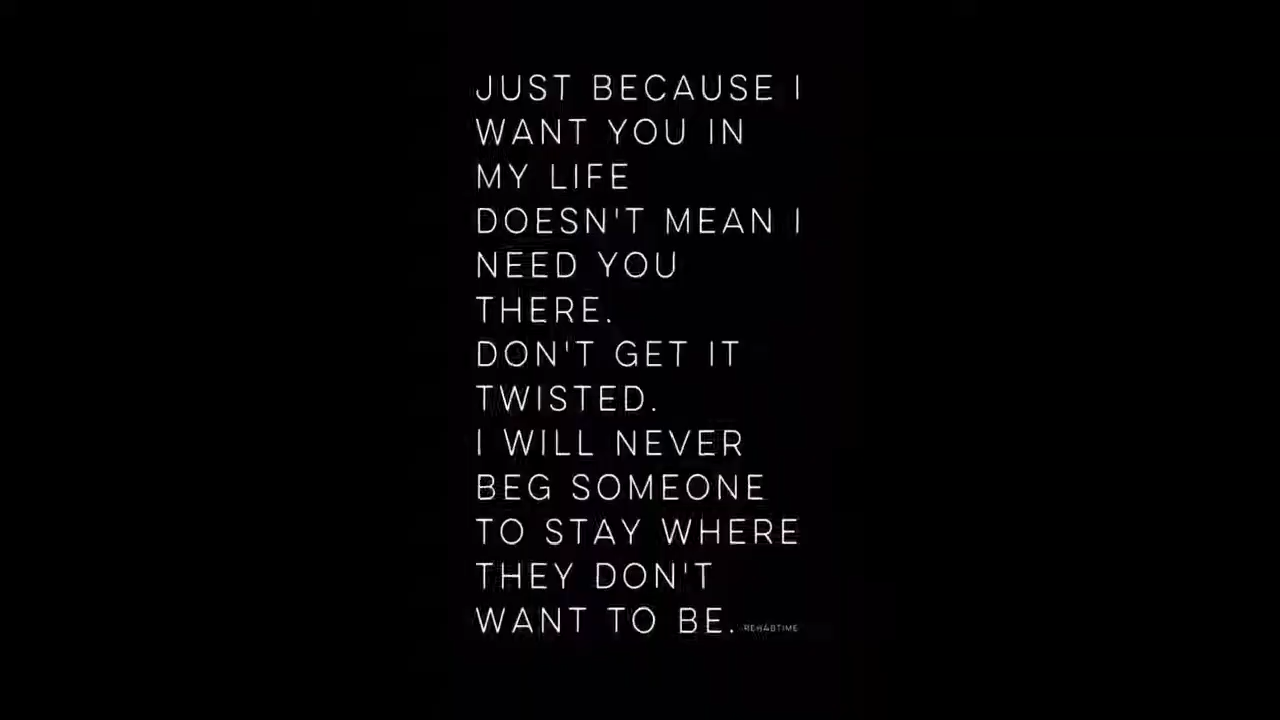 JUST BECAUSE I
WANT YOU IN
MY LIFE
DOESN'T MEAN I
NEED YOU
THERE.
DON'T GET IT
TWISTED.
I WILL NEVER
BEG SOMEONE
TO STAY WHERE
THEY DON'T
WANT TO BE. -REHABTIME